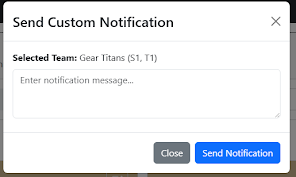 Send Custom Notification
Selected Team: Gear Titans (S1, T1)
Enter notification message...
Close
Send Notification